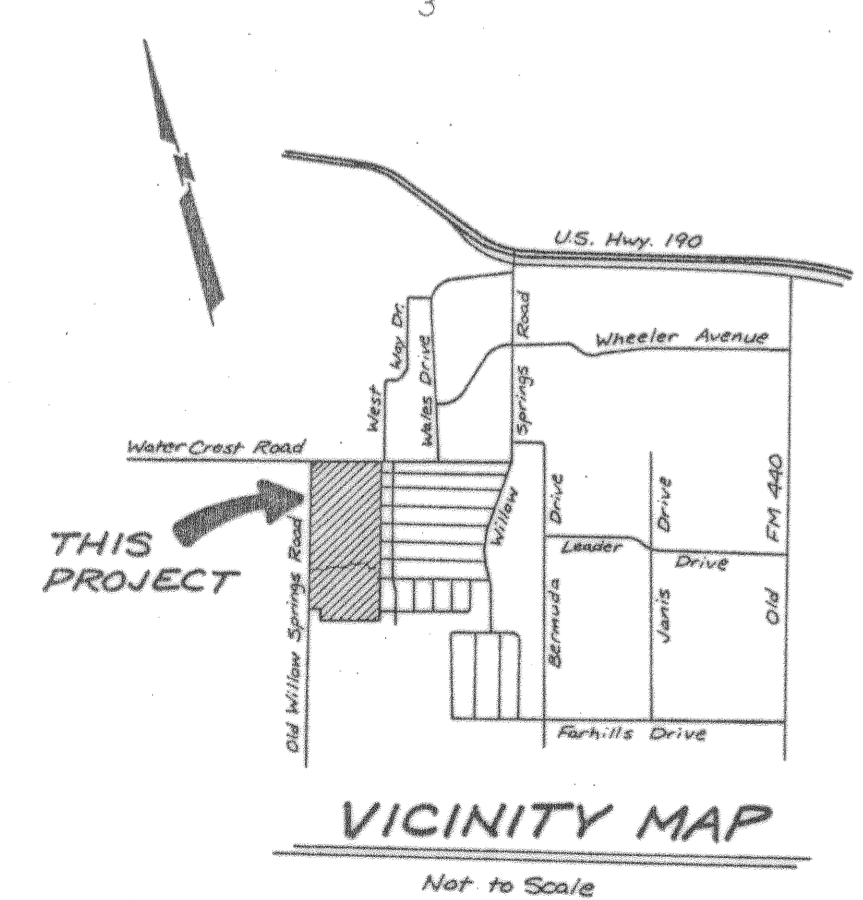 3
U.S. Hwy. 190
Wheeler Avenue
West Way Dr.
Wales Drive
Willow Springs Road
Water Crest Road
THIS
PROJECT
Old Willow Springs Road
Bermuda Drive
Leader Drive
Janis Drive
Old FM 440
Farhills Drive
VICINITY MAP
Not to Scale